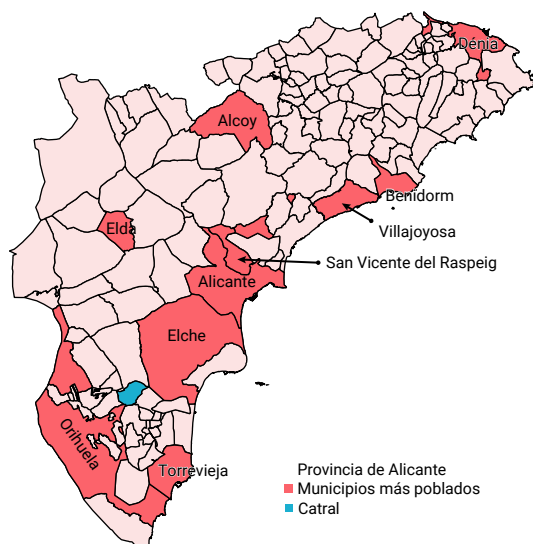 Dénia
Alcoy
Benidorm
Elda
Villajoyosa
San Vicente del Raspeig
Alicante
Elche
Orihuela
Torrevieja
Provincia de Alicante
Municipios más poblados
Catral